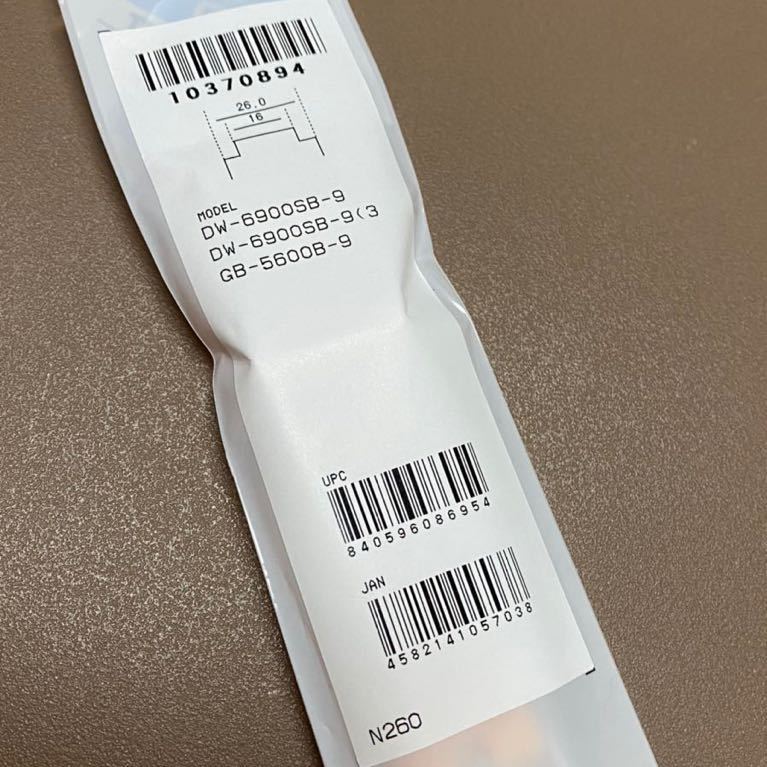 10370894
26.0
16
MODEL
DW-6900SB-9
DW-6900SB-9(3
GB-5600B-9
UPC
840596086954
JAN
4582141057038
N260